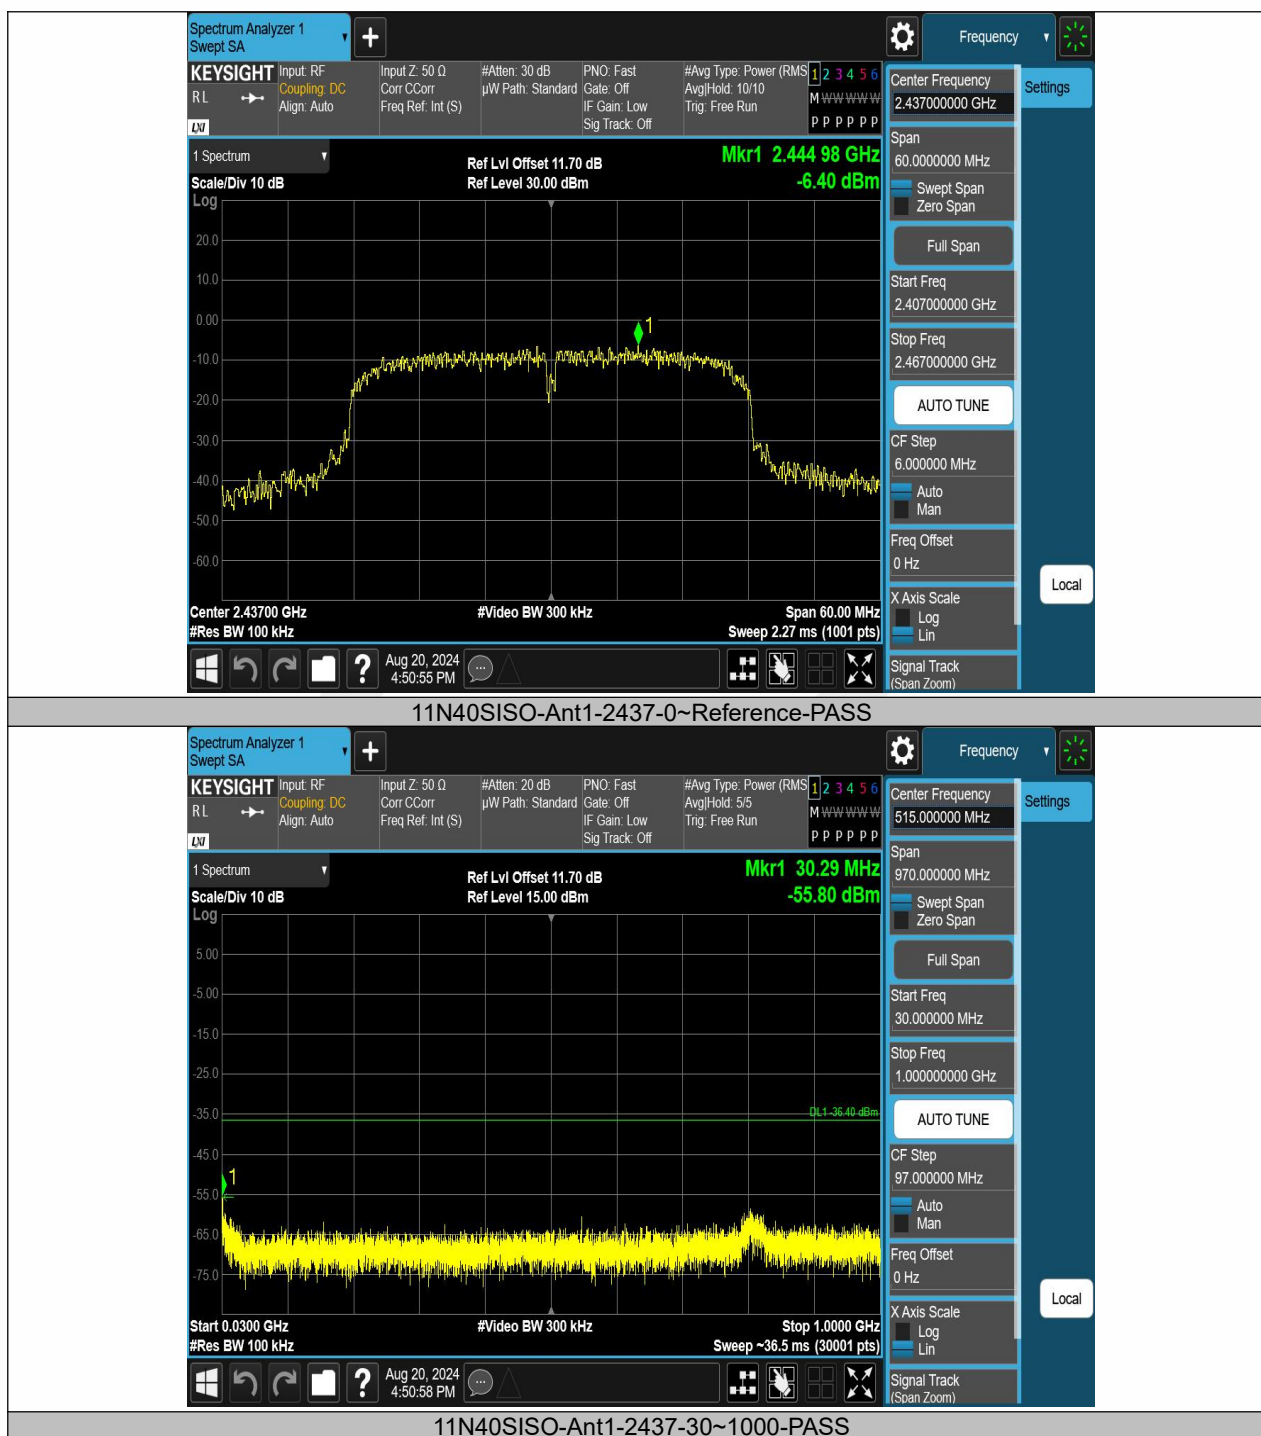 Spectrum Analyzer 1
Swept SA
+
Frequency
KEYSIGHT
R L
LXI
Input: RF
Coupling: DC
Align: Auto
Input Z: 50 Ω
Corr CCorr
Freq Ref: Int (S)
#Atten: 30 dB
µW Path: Standard
PNO: Fast
Gate: Off
IF Gain: Low
Sig Track: Off
#Avg Type: Power (RMS
Avg|Hold: 10/10
Trig: Free Run
1 2 3 4 5 6
M W W W W W
P P P P P P
1 Spectrum
Scale/Div 10 dB
Log
Ref Lvl Offset 11.70 dB
Ref Level 30.00 dBm
Mkr1 2.444 98 GHz
-6.40 dBm
1
20.0
10.0
0.00
-10.0
-20.0
-30.0
-40.0
-50.0
-60.0
Center 2.43700 GHz
#Video BW 300 kHz
Span 60.00 MHz
#Res BW 100 kHz
Sweep 2.27 ms (1001 pts)
?
Aug 20, 2024
4:50:55 PM
Center Frequency
2.437000000 GHz
Span
60.0000000 MHz
Swept Span
Zero Span
Full Span
Start Freq
2.407000000 GHz
Stop Freq
2.467000000 GHz
AUTO TUNE
CF Step
6.000000 MHz
Auto
Man
Freq Offset
0 Hz
X Axis Scale
Log
Lin
Signal Track
(Span Zoom)
Settings
Local
11N40SISO-Ant1-2437-0~Reference-PASS
Spectrum Analyzer 1
Swept SA
+
Frequency
KEYSIGHT
R L
LXI
Input: RF
Coupling: DC
Align: Auto
Input Z: 50 Ω
Corr CCorr
Freq Ref: Int (S)
#Atten: 20 dB
µW Path: Standard
PNO: Fast
Gate: Off
IF Gain: Low
Sig Track: Off
#Avg Type: Power (RMS
Avg|Hold: 5/5
Trig: Free Run
1 2 3 4 5 6
M W W W W W
P P P P P P
1 Spectrum
Scale/Div 10 dB
Log
Ref Lvl Offset 11.70 dB
Ref Level 15.00 dBm
Mkr1 30.29 MHz
-55.80 dBm
5.00
-5.00
-15.0
-25.0
-35.0
DL1 -36.40 dBm
-45.0
1
-55.0
-65.0
-75.0
Start 0.0300 GHz
#Video BW 300 kHz
Stop 1.0000 GHz
#Res BW 100 kHz
Sweep ~36.5 ms (30001 pts)
?
Aug 20, 2024
4:50:58 PM
Center Frequency
515.000000 MHz
Span
970.000000 MHz
Swept Span
Zero Span
Full Span
Start Freq
30.000000 MHz
Stop Freq
1.000000000 GHz
AUTO TUNE
CF Step
97.000000 MHz
Auto
Man
Freq Offset
0 Hz
X Axis Scale
Log
Lin
Signal Track
(Span Zoom)
Settings
Local
11N40SISO-Ant1-2437-30~1000-PASS